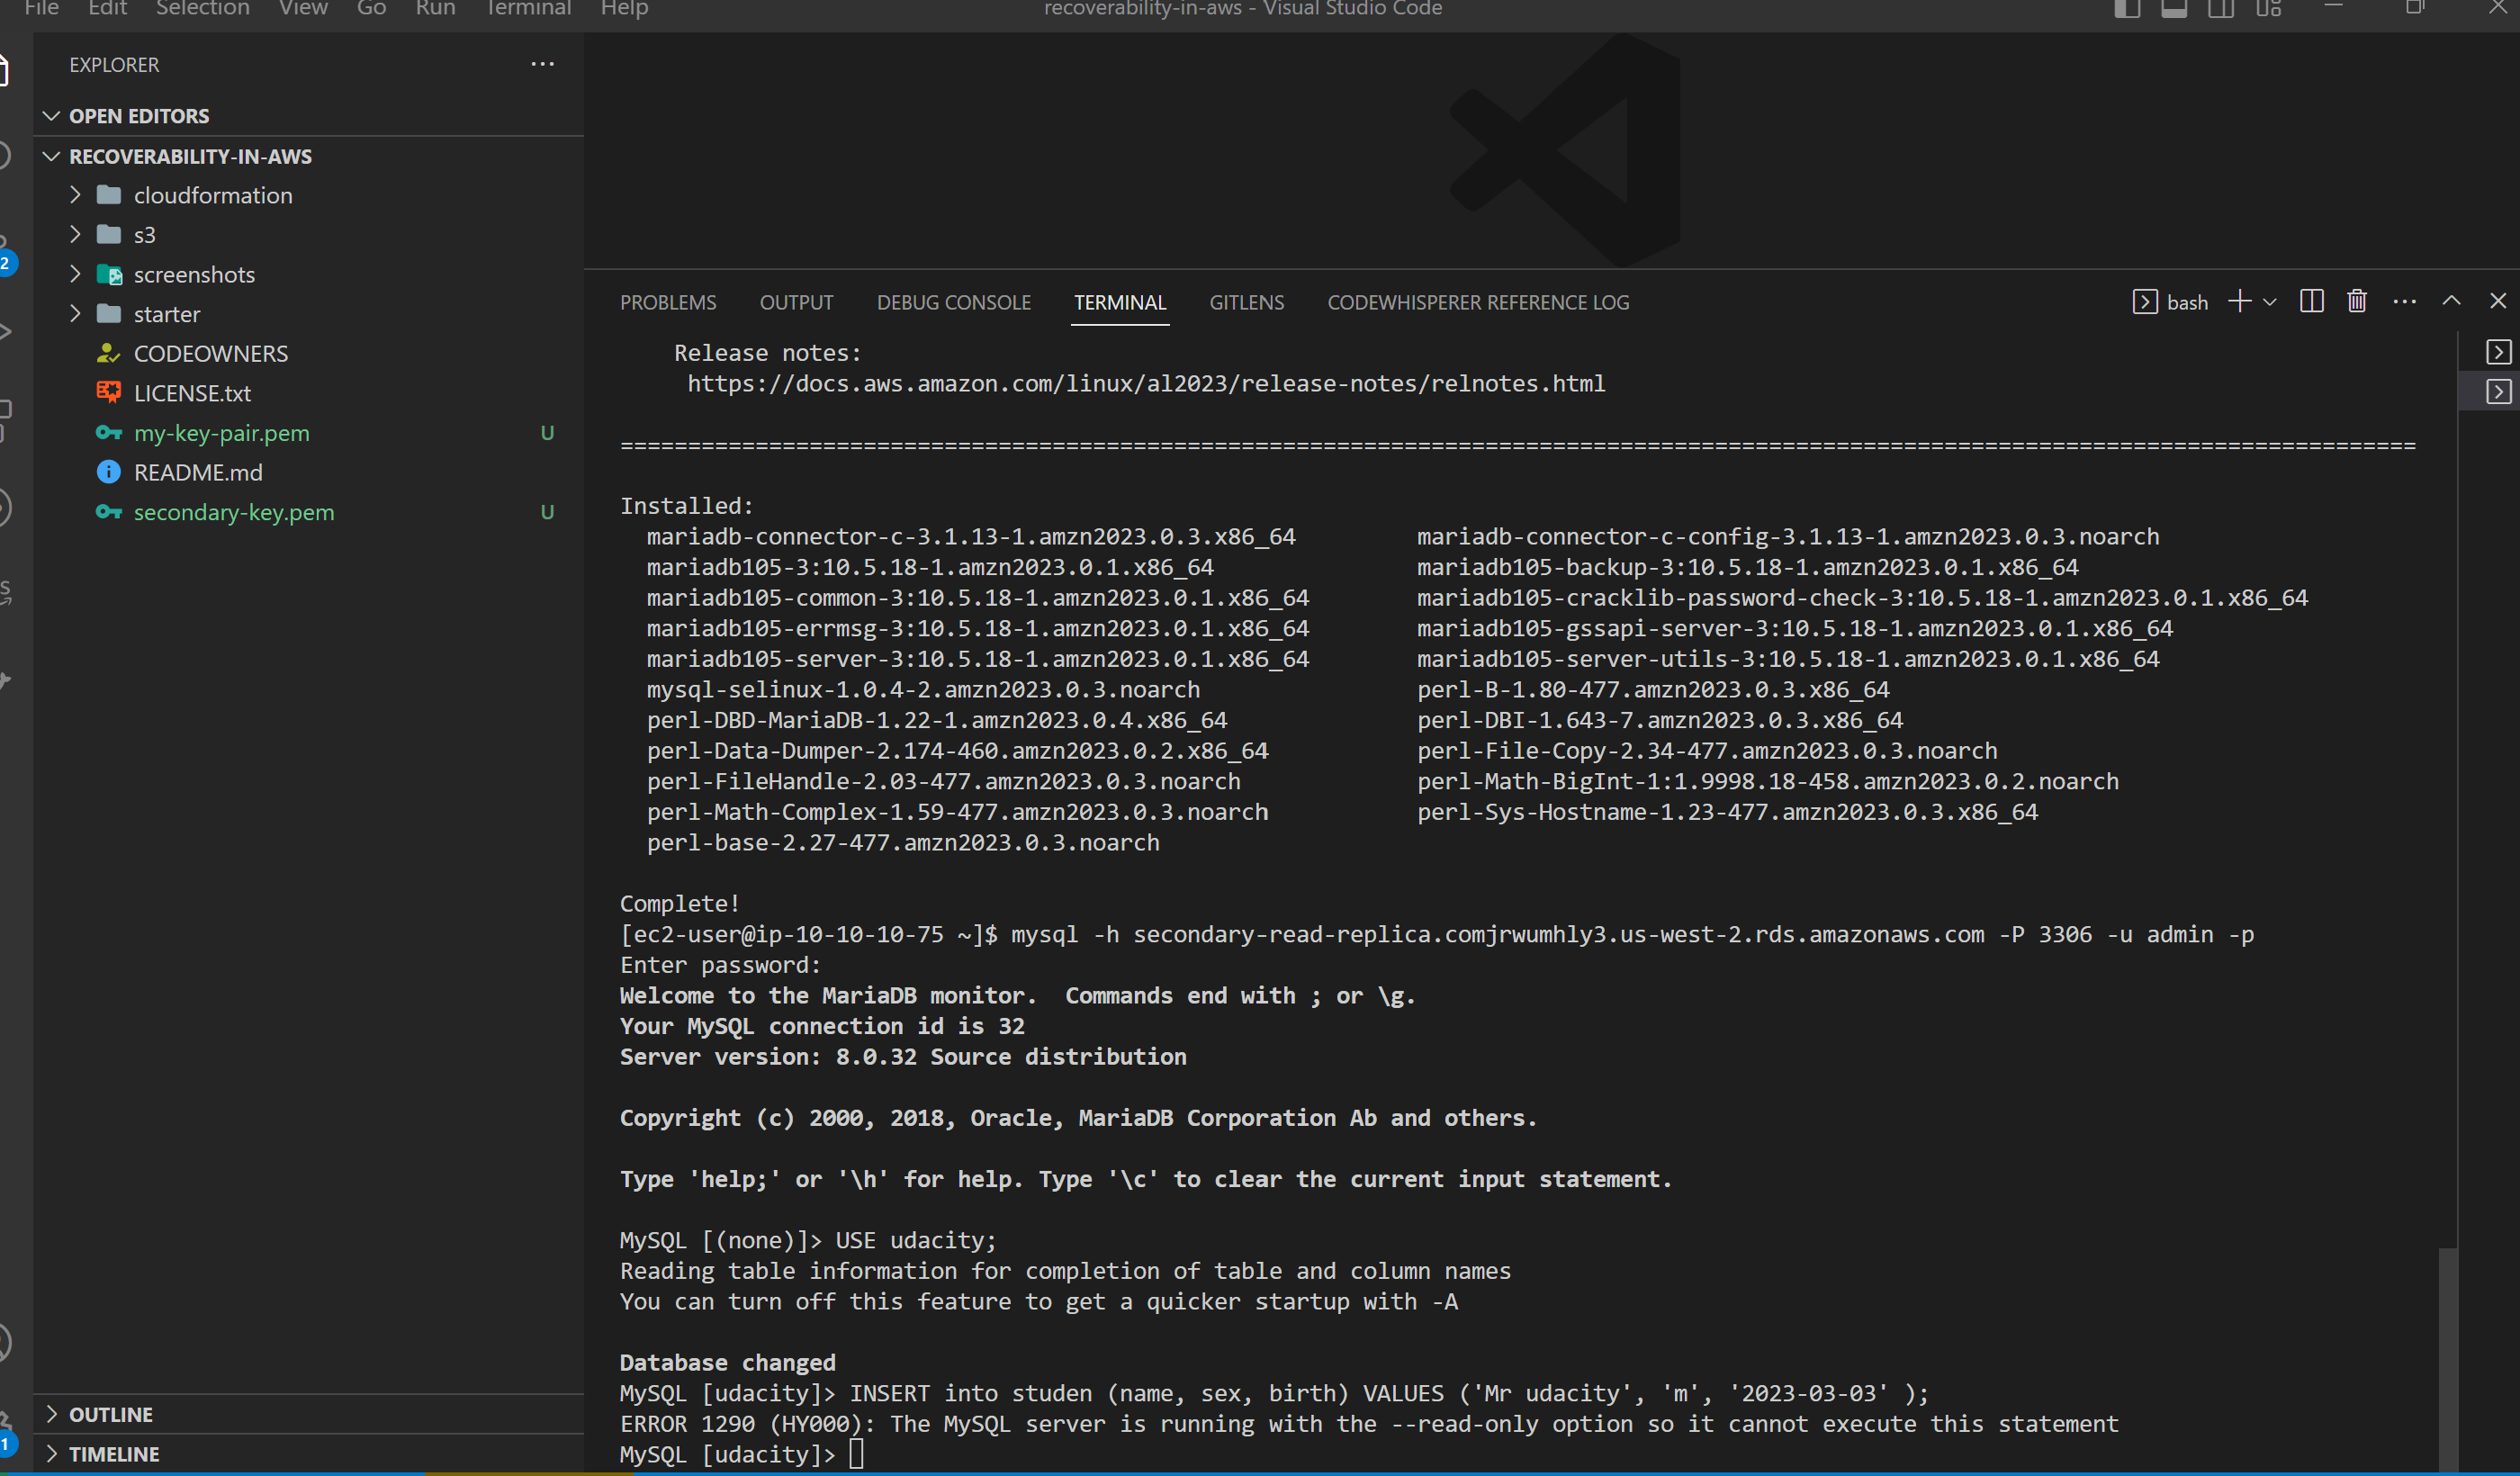 File Edit Selection View Go Run Terminal Help
recoverability-in-aws - Visual Studio Code
EXPLORER
OPEN EDITORS
RECOVERABILITY-IN-AWS
cloudformation
s3
screenshots
starter
CODEOWNERS
LICENSE.txt
my-key-pair.pem U
README.md
secondary-key.pem U
OUTLINE
TIMELINE
2
1
PROBLEMS OUTPUT DEBUG CONSOLE TERMINAL GITLENS CODEWHISPERER REFERENCE LOG
bash
Release notes:
https://docs.aws.amazon.com/linux/al2023/release-notes/relnotes.html
=====================================================================================================================================
Installed:
mariadb-connector-c-3.1.13-1.amzn2023.0.3.x86_64 mariadb-connector-c-config-3.1.13-1.amzn2023.0.3.noarch
mariadb105-3:10.5.18-1.amzn2023.0.1.x86_64 mariadb105-backup-3:10.5.18-1.amzn2023.0.1.x86_64
mariadb105-common-3:10.5.18-1.amzn2023.0.1.x86_64 mariadb105-cracklib-password-check-3:10.5.18-1.amzn2023.0.1.x86_64
mariadb105-errmsg-3:10.5.18-1.amzn2023.0.1.x86_64 mariadb105-gssapi-server-3:10.5.18-1.amzn2023.0.1.x86_64
mariadb105-server-3:10.5.18-1.amzn2023.0.1.x86_64 mariadb105-server-utils-3:10.5.18-1.amzn2023.0.1.x86_64
mysql-selinux-1.0.4-2.amzn2023.0.3.noarch perl-B-1.80-477.amzn2023.0.3.x86_64
perl-DBD-MariaDB-1.22-1.amzn2023.0.4.x86_64 perl-DBI-1.643-7.amzn2023.0.3.x86_64
perl-Data-Dumper-2.174-460.amzn2023.0.2.x86_64 perl-File-Copy-2.34-477.amzn2023.0.3.noarch
perl-FileHandle-2.03-477.amzn2023.0.3.noarch perl-Math-BigInt-1:1.9998.18-458.amzn2023.0.2.noarch
perl-Math-Complex-1.59-477.amzn2023.0.3.noarch perl-Sys-Hostname-1.23-477.amzn2023.0.3.x86_64
perl-base-2.27-477.amzn2023.0.3.noarch
Complete!
[ec2-user@ip-10-10-10-75 ~]$ mysql -h secondary-read-replica.comjrwumhly3.us-west-2.rds.amazonaws.com -P 3306 -u admin -p
Enter password:
Welcome to the MariaDB monitor.  Commands end with ; or \g.
Your MySQL connection id is 32
Server version: 8.0.32 Source distribution
Copyright (c) 2000, 2018, Oracle, MariaDB Corporation Ab and others.
Type 'help;' or '\h' for help. Type '\c' to clear the current input statement.
MySQL [(none)]> USE udacity;
Reading table information for completion of table and column names
You can turn off this feature to get a quicker startup with -A
Database changed
MySQL [udacity]> INSERT into studen (name, sex, birth) VALUES ('Mr udacity', 'm', '2023-03-03' );
ERROR 1290 (HY000): The MySQL server is running with the --read-only option so it cannot execute this statement
MySQL [udacity]>